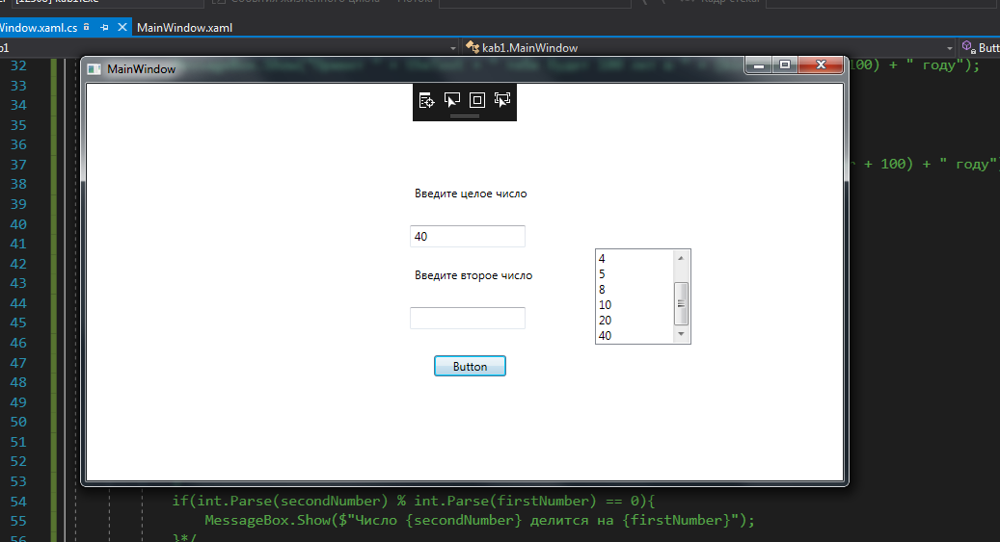 Window.xaml.cs
MainWindow.xaml
kab1.MainWindow
MainWindow
32
100) + " году");
33
34
35
36
37
+ 100) + " году"
38
39
40
41
42
43
44
45
46
47
48
49
50
51
52
53
Введите целое число
40
Введите второе число
4
5
8
10
20
40
Button
54 if(int.Parse(secondNumber) % int.Parse(firstNumber) == 0){
55 MessageBox.Show($"Число {secondNumber} делится на {firstNumber}");
56 }*/